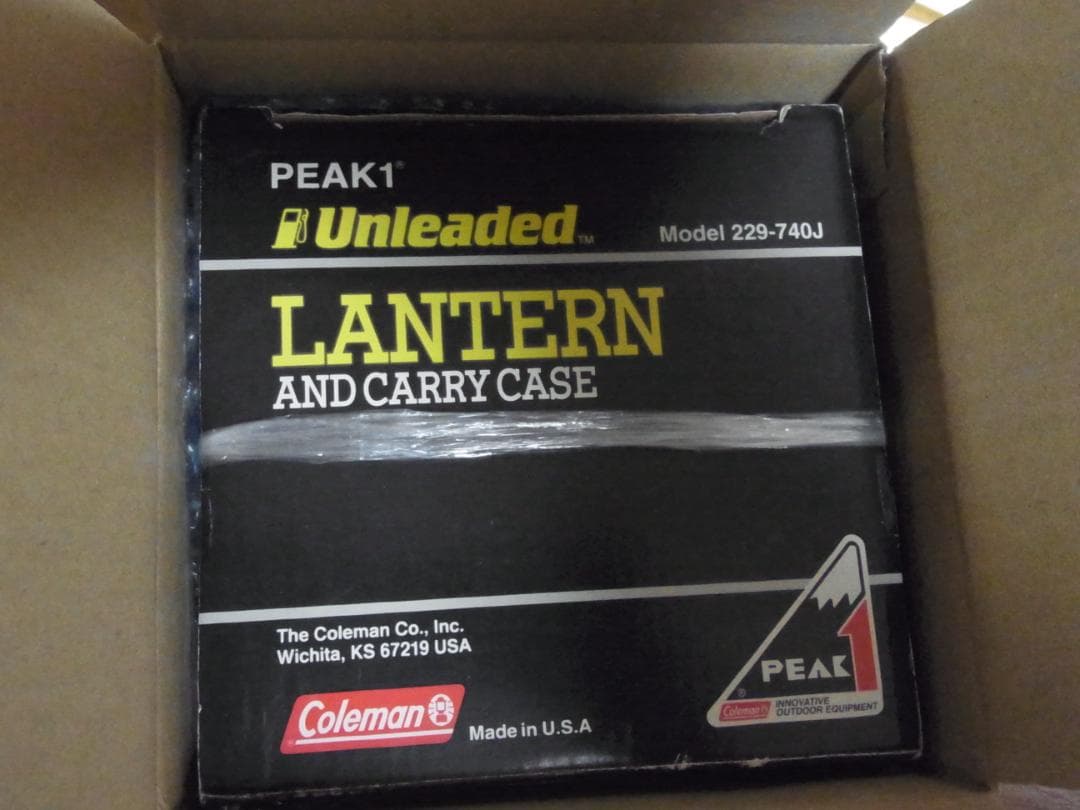 PEAK1®
Unleaded™
Model 229-740J
LANTERN
AND CARRY CASE
The Coleman Co., Inc.
Wichita, KS 67219 USA
Coleman
Made in U.S.A
PEAK 1
®
Coleman
INNOVATIVE
OUTDOOR EQUIPMENT